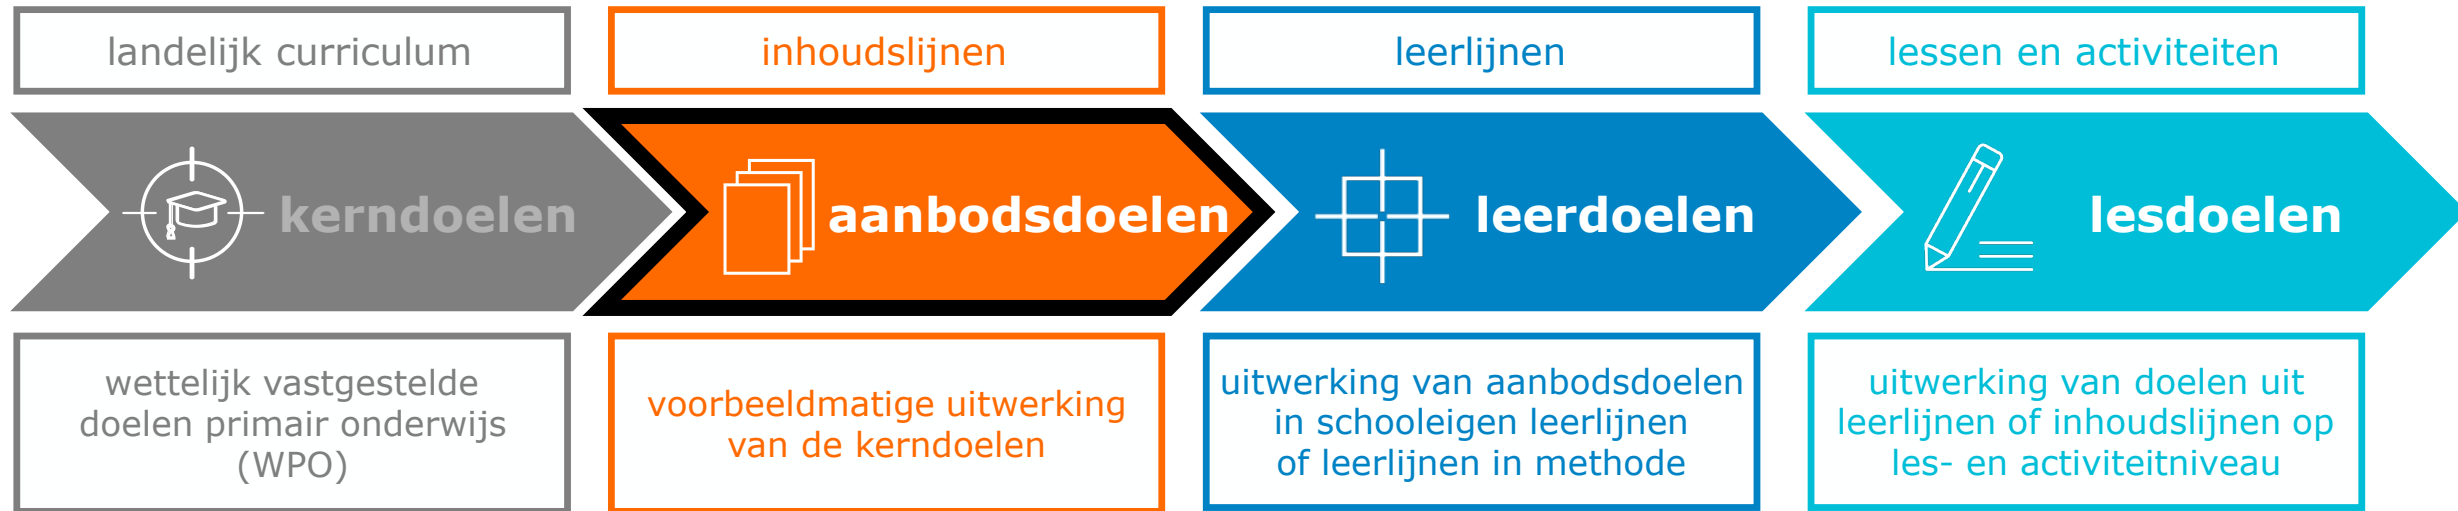 landelijk curriculum
inhoudslijnen
leerlijnen
lessen en activiteiten
kerndoelen
aanbodsdoelen
leerdoelen
lesdoelen
wettelijk vastgestelde
doelen primair onderwijs
(WPO)
voorbeeldmatige uitwerking
van de kerndoelen
uitwerking van aanbodsdoelen
in schooleigen leerlijnen
of leerlijnen in methode
uitwerking van doelen uit
leerlijnen of inhoudslijnen op
les- en activiteitniveau